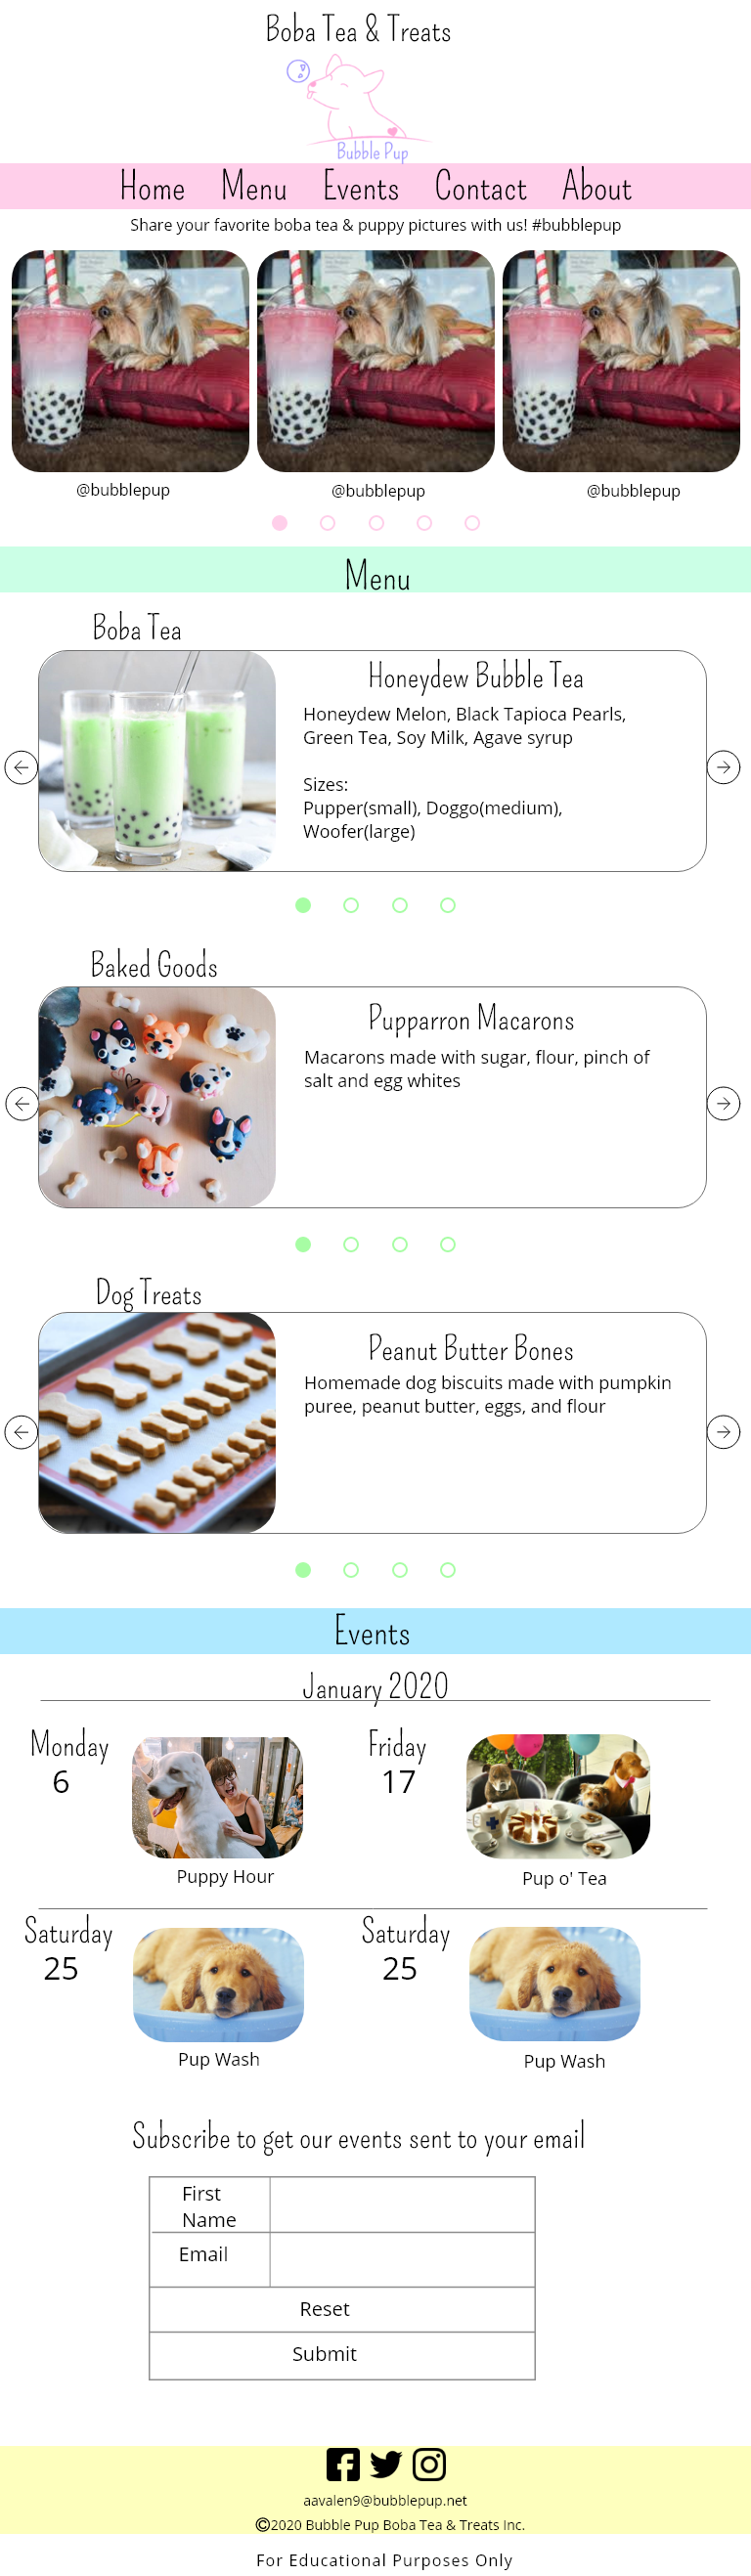 Boba Tea & Treats
Bubble Pup
Home Menu Events Contact About
Share your favorite boba tea & puppy pictures with us! #bubblepup
@bubblepup @bubblepup @bubblepup
Menu
Boba Tea
Honeydew Bubble Tea
Honeydew Melon, Black Tapioca Pearls,
Green Tea, Soy Milk, Agave syrup
Sizes:
Pupper(small), Doggo(medium),
Woofer(large)
Baked Goods
Pupparron Macarons
Macarons made with sugar, flour, pinch of
salt and egg whites
Dog Treats
Peanut Butter Bones
Homemade dog biscuits made with pumpkin
puree, peanut butter, eggs, and flour
Events
January 2020
Monday
6
Puppy Hour
Friday
17
Pup o' Tea
Saturday
25
Pup Wash
Saturday
25
Pup Wash
Subscribe to get our events sent to your email
First
Name
Email
Reset
Submit
aavalen9@bubblepup.net
©2020 Bubble Pup Boba Tea & Treats Inc.
For Educational Purposes Only